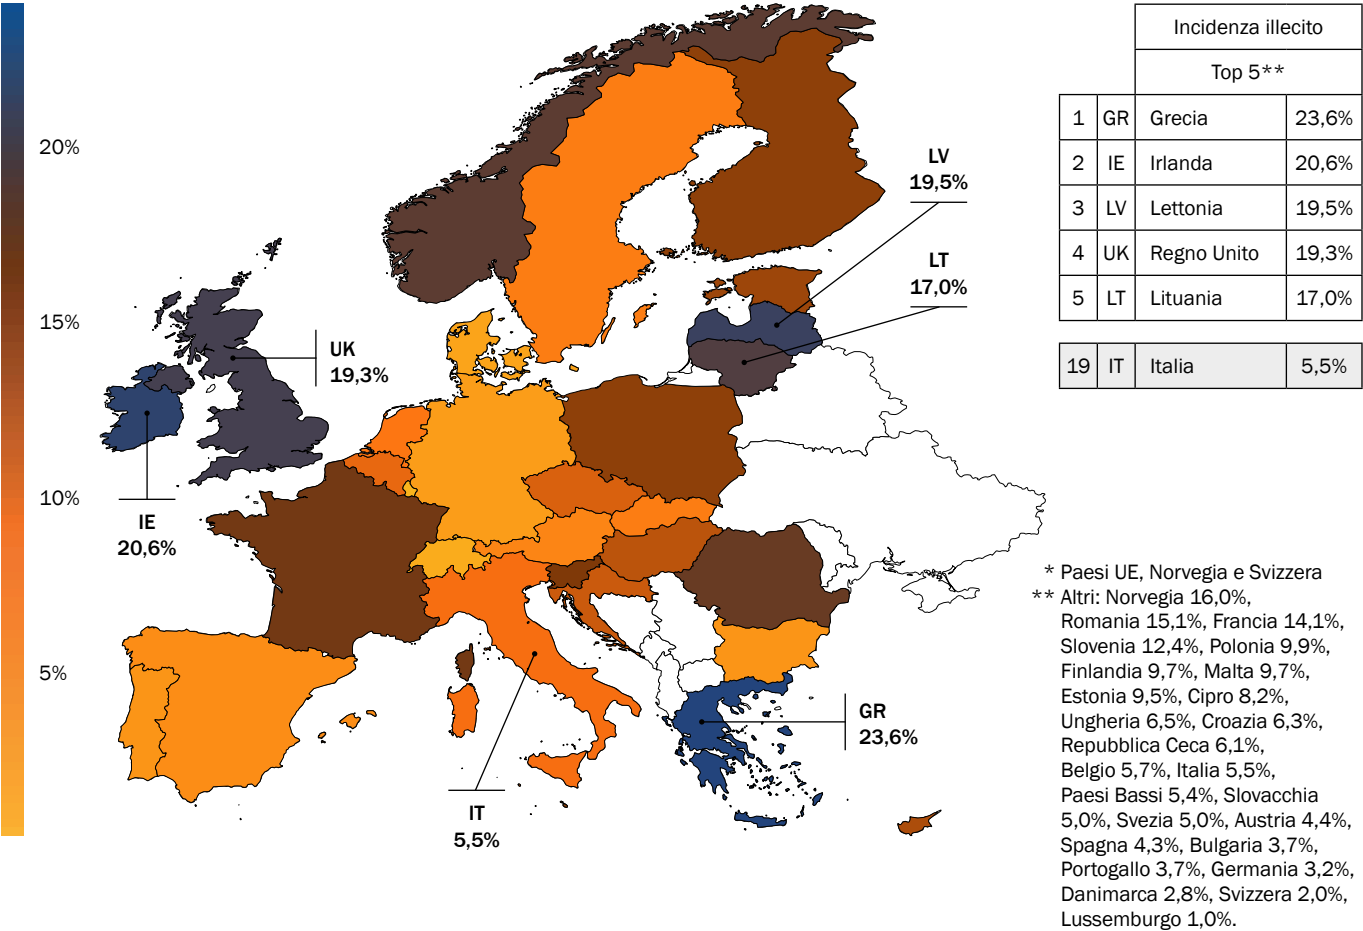 20%
15%
10%
5%
LV
19,5%
LT
17,0%
UK
19,3%
IE
20,6%
GR
23,6%
IT
5,5%
Incidenza illecito
Top 5**
1 GR Grecia 23,6%
2 IE Irlanda 20,6%
3 LV Lettonia 19,5%
4 UK Regno Unito 19,3%
5 LT Lituania 17,0%
19 IT Italia 5,5%
* Paesi UE, Norvegia e Svizzera
** Altri: Norvegia 16,0%,
Romania 15,1%, Francia 14,1%,
Slovenia 12,4%, Polonia 9,9%,
Finlandia 9,7%, Malta 9,7%,
Estonia 9,5%, Cipro 8,2%,
Ungheria 6,5%, Croazia 6,3%,
Repubblica Ceca 6,1%,
Belgio 5,7%, Italia 5,5%,
Paesi Bassi 5,4%, Slovacchia
5,0%, Svezia 5,0%, Austria 4,4%,
Spagna 4,3%, Bulgaria 3,7%,
Portogallo 3,7%, Germania 3,2%,
Danimarca 2,8%, Svizzera 2,0%,
Lussemburgo 1,0%.